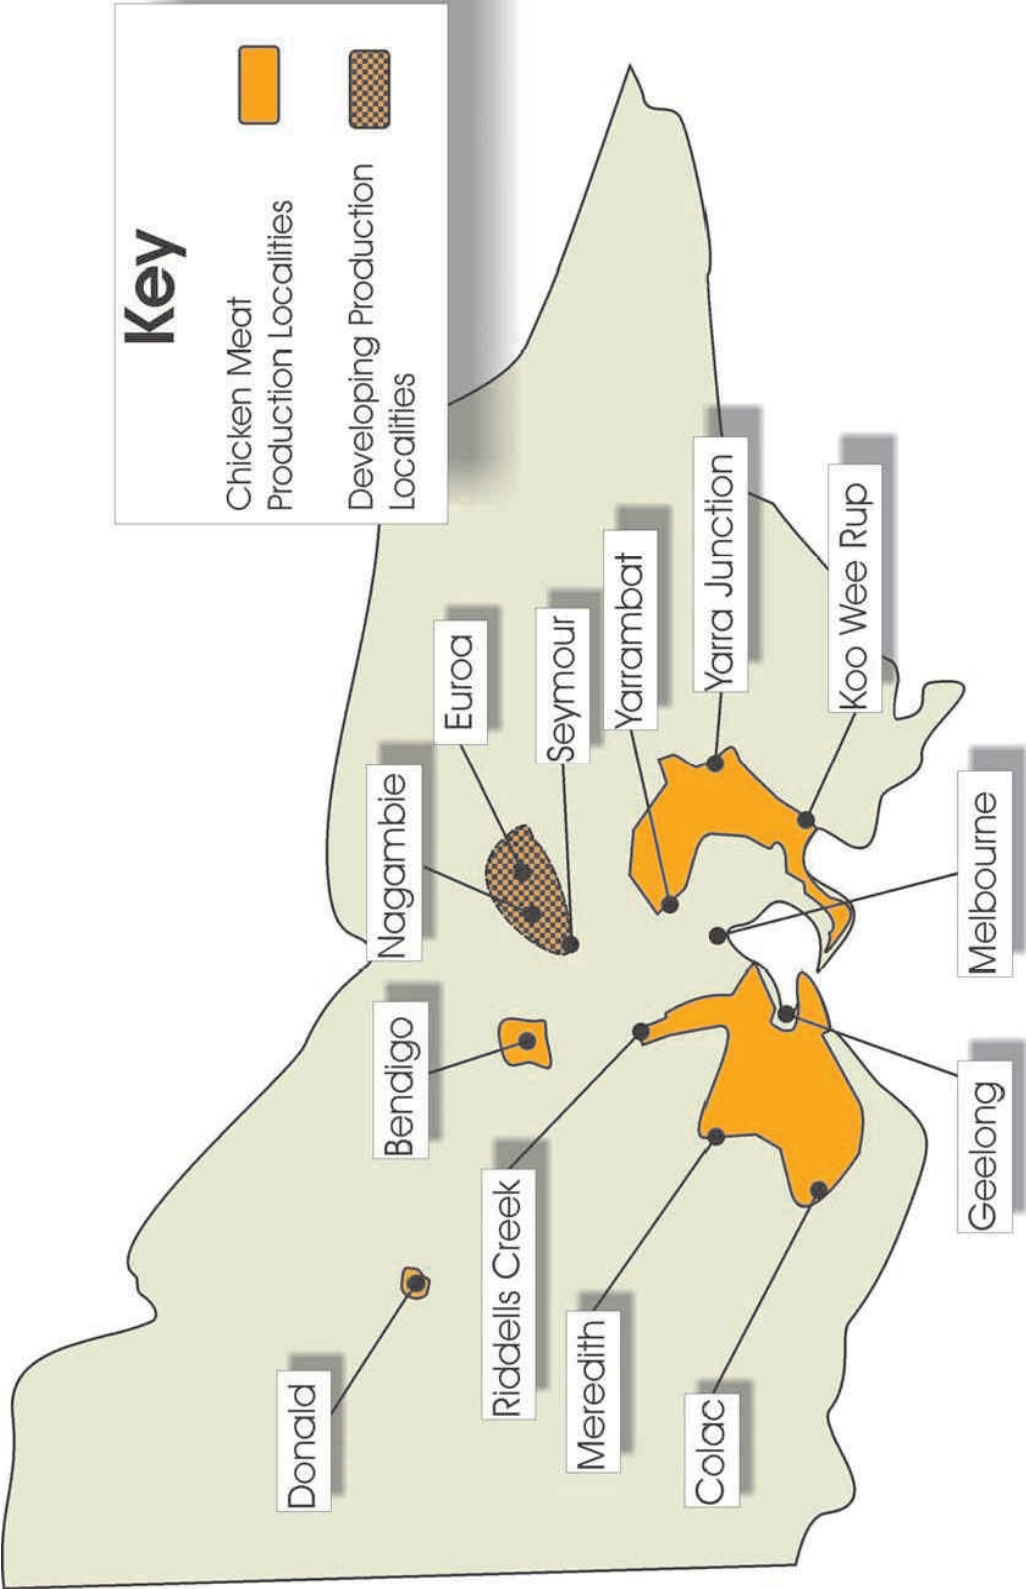 Key
Chicken Meat
Production Localities
Developing Production
Localities
Donald
Bendigo
Nagambie
Euroa
Seymour
Riddells Creek
Yarrambat
Meredith
Yarra Junction
Colac
Koo Wee Rup
Geelong
Melbourne